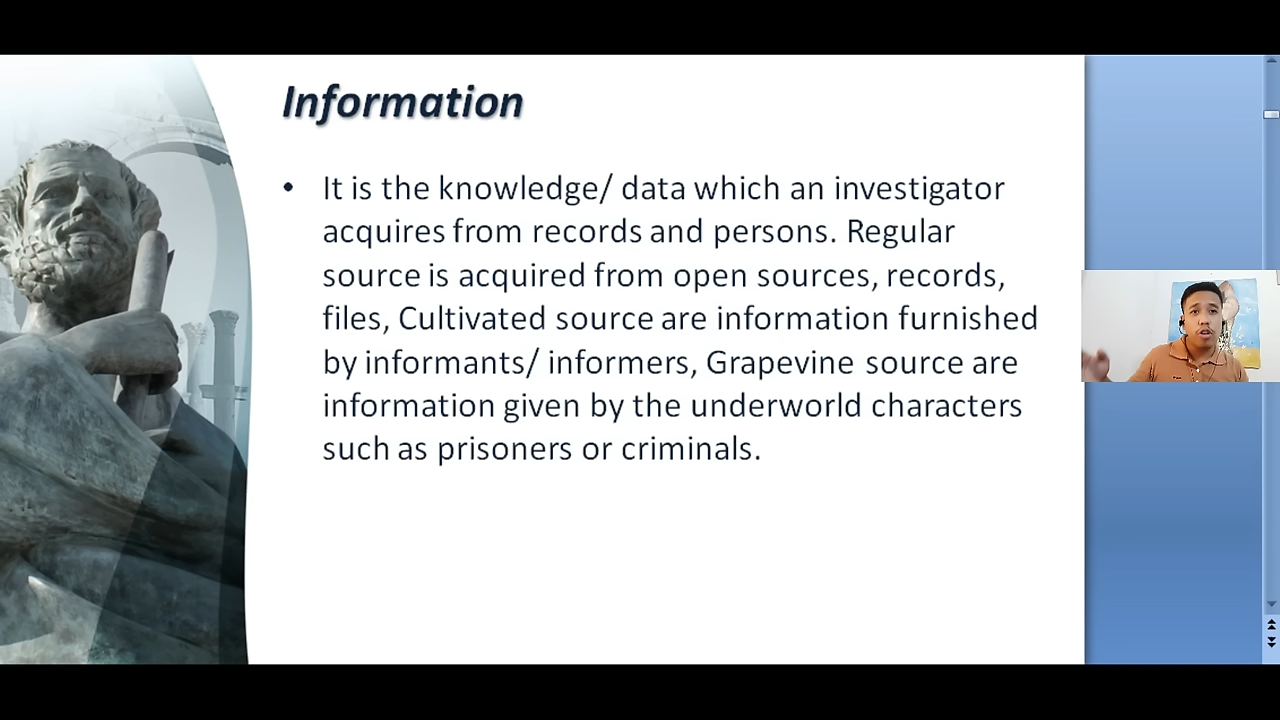 Information
• It is the knowledge/ data which an investigator
acquires from records and persons. Regular
source is acquired from open sources, records,
files, Cultivated source are information furnished
by informants/ informers, Grapevine source are
information given by the underworld characters
such as prisoners or criminals.